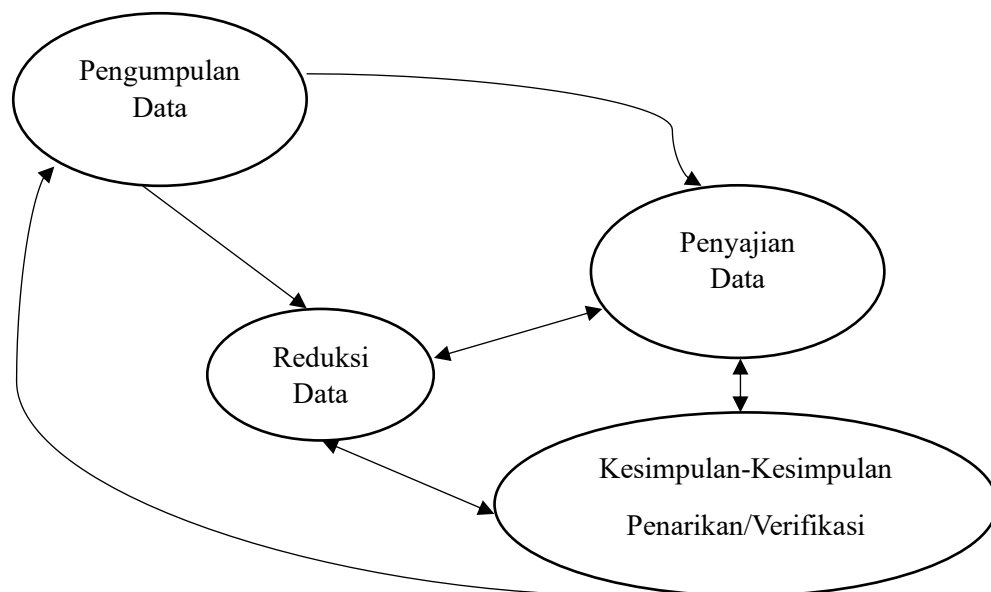 Pengumpulan
Data
Penyajian
Data
Reduksi
Data
Kesimpulan-Kesimpulan
Penarikan/Verifikasi